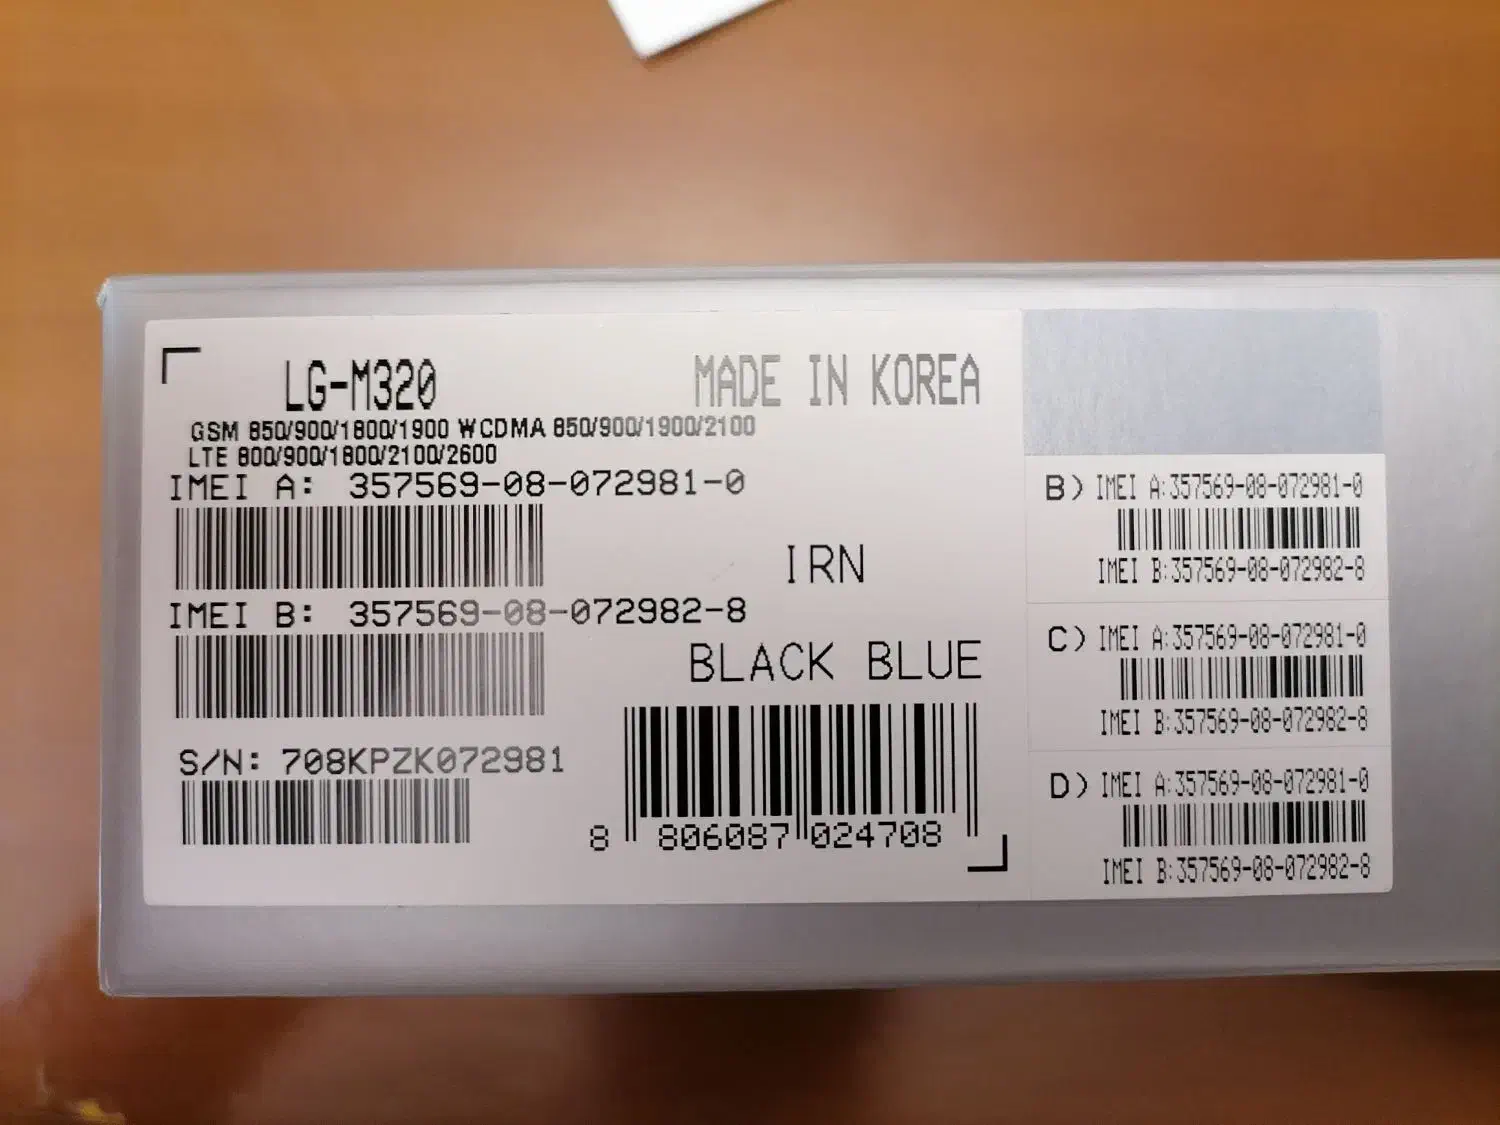 LG-M320
MADE IN KOREA
GSM 850/900/1800/1900 WCDMA 850/900/1900/2100
LTE 800/900/1800/2100/2600
IMEI A: 357569-08-072981-0
IRN
IMEI B: 357569-08-072982-8
BLACK BLUE
S/N: 708KPZK072981
8 806087 024708
B) IMEI A:357569-08-072981-0
IMEI B:357569-08-072982-8
C) IMEI A:357569-08-072981-0
IMEI B:357569-08-072982-8
D) IMEI A:357569-08-072981-0
IMEI B:357569-08-072982-8